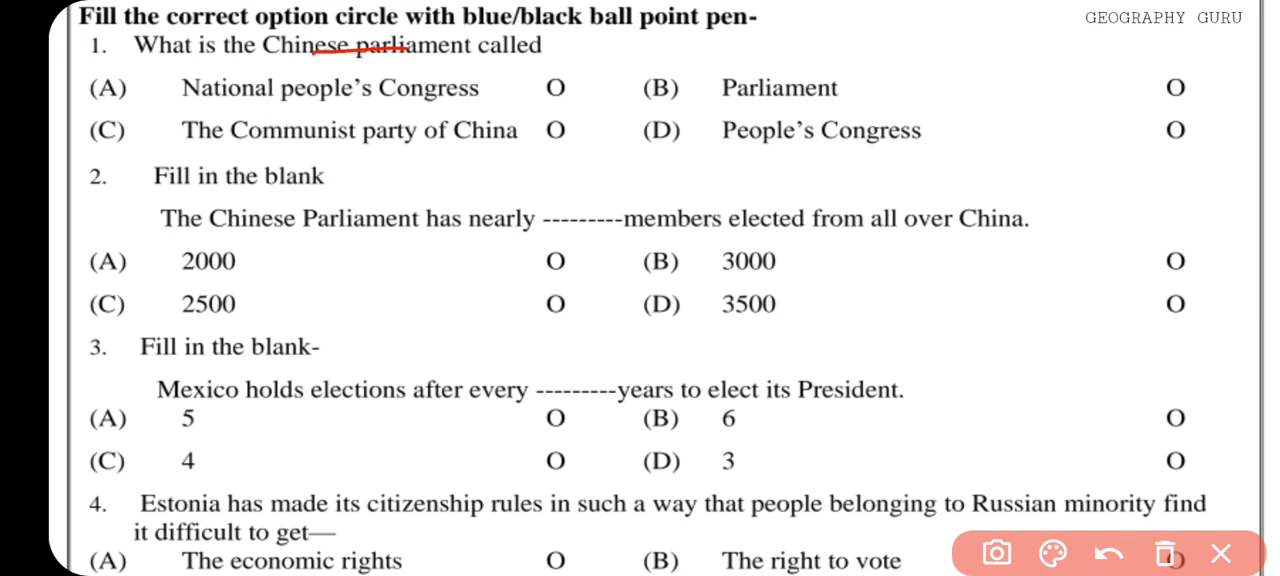 Fill the correct option circle with blue/black ball point pen-
GEOGRAPHY GURU
1. What is the Chinese parliament called
(A) National people's Congress O (B) Parliament O
(C) The Communist party of China O (D) People's Congress O
2. Fill in the blank
The Chinese Parliament has nearly ---------members elected from all over China.
(A) 2000 O (B) 3000 O
(C) 2500 O (D) 3500 O
3. Fill in the blank-
Mexico holds elections after every ---------years to elect its President.
(A) 5 O (B) 6 O
(C) 4 O (D) 3 O
4. Estonia has made its citizenship rules in such a way that people belonging to Russian minority find
it difficult to get—
(A) The economic rights O (B) The right to vote O